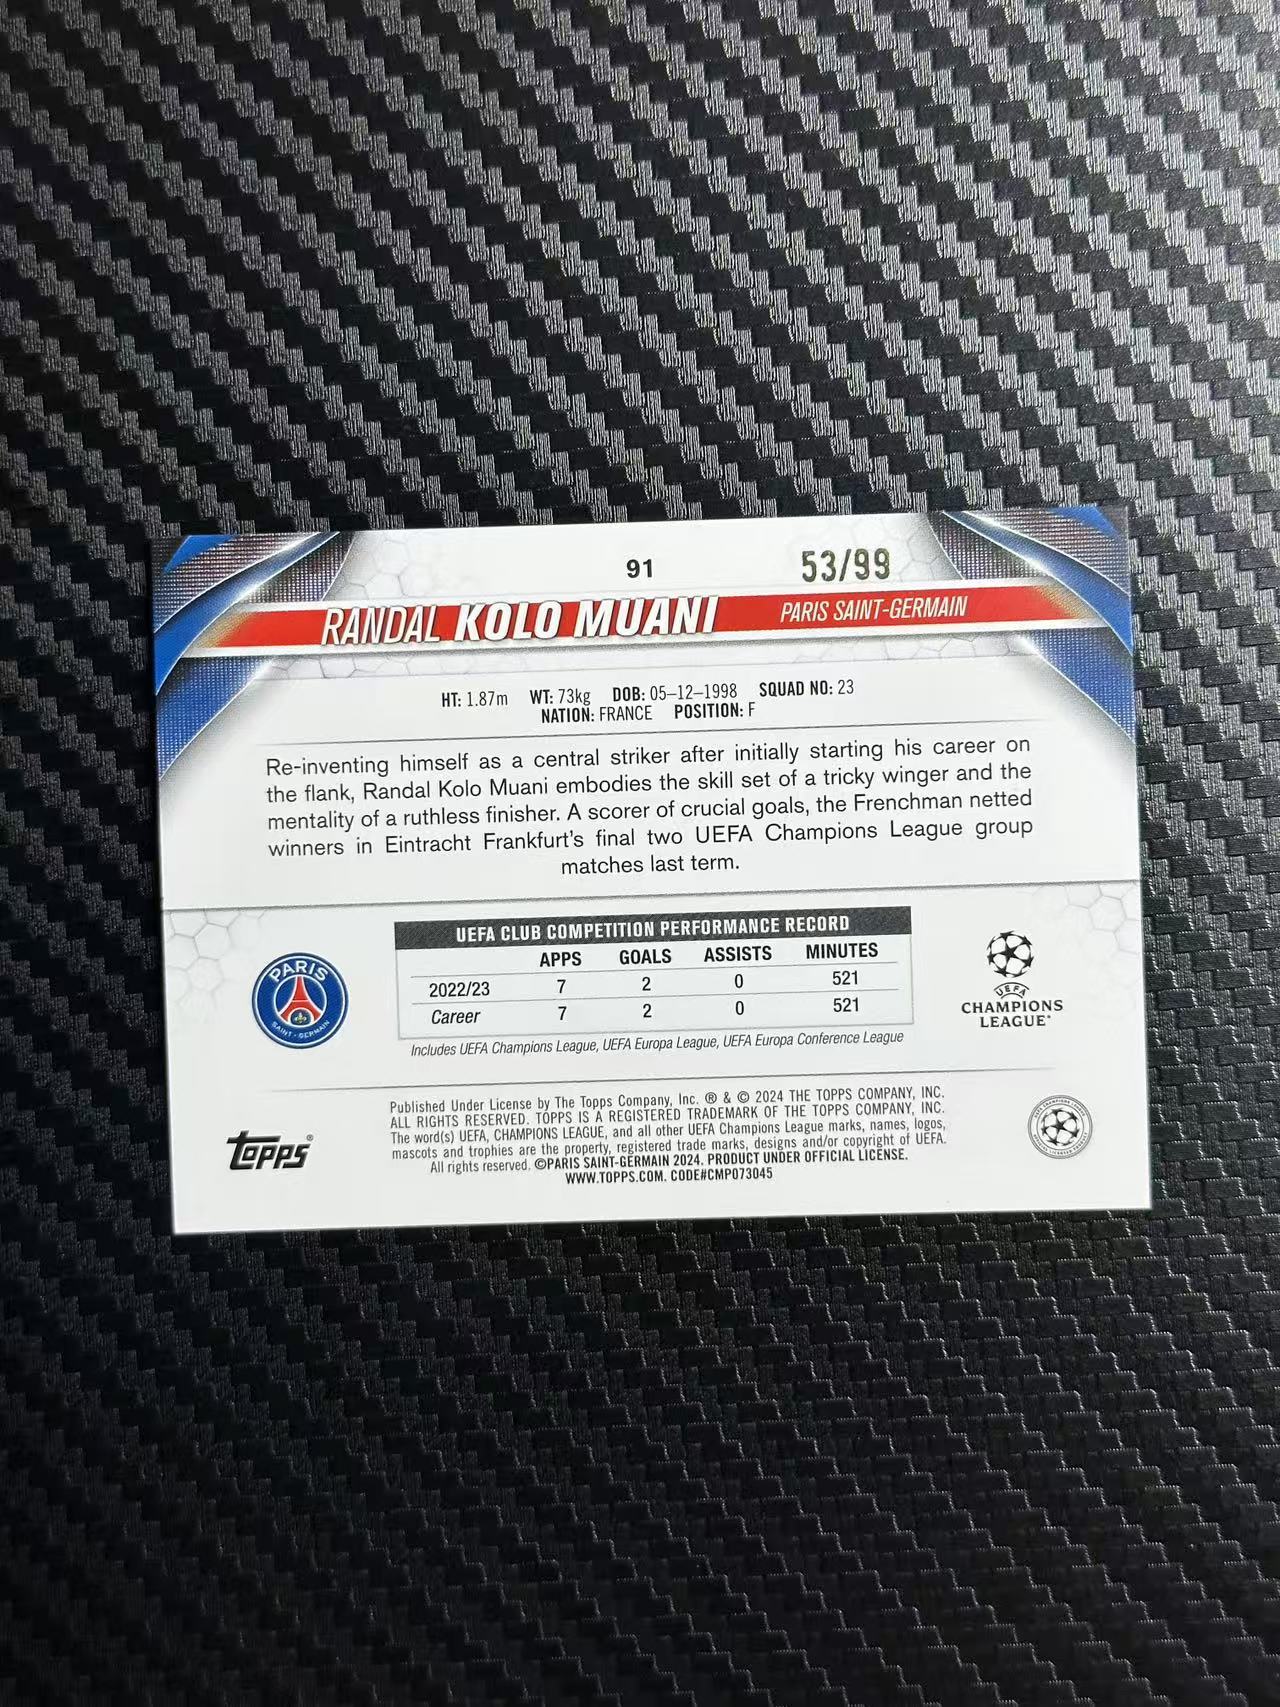 91 53/99
RANDAL KOLO MUANI PARIS SAINT-GERMAIN
HT: 1.87m WT: 73kg DOB: 05–12–1998 SQUAD NO: 23
NATION: FRANCE POSITION: F
Re-inventing himself as a central striker after initially starting his career on
the flank, Randal Kolo Muani embodies the skill set of a tricky winger and the
mentality of a ruthless finisher. A scorer of crucial goals, the Frenchman netted
winners in Eintracht Frankfurt's final two UEFA Champions League group
matches last term.
UEFA CLUB COMPETITION PERFORMANCE RECORD
APPS GOALS ASSISTS MINUTES
2022/23 7 2 0 521
Career 7 2 0 521
Includes UEFA Champions League, UEFA Europa League, UEFA Europa Conference League
PARIS
SAINT-GERMAIN
UEFA
CHAMPIONS
LEAGUE®
Published Under License by The Topps Company, Inc. ® & © 2024 THE TOPPS COMPANY, INC.
ALL RIGHTS RESERVED. TOPPS IS A REGISTERED TRADEMARK OF THE TOPPS COMPANY, INC.
The word(s) UEFA, CHAMPIONS LEAGUE, and all other UEFA Champions League marks, names, logos,
mascots and trophies are the property, registered trade marks, designs and/or copyright of UEFA.
All rights reserved. ©PARIS SAINT-GERMAIN 2024. PRODUCT UNDER OFFICIAL LICENSE.
WWW.TOPPS.COM. CODE#CMP073045
Topps®